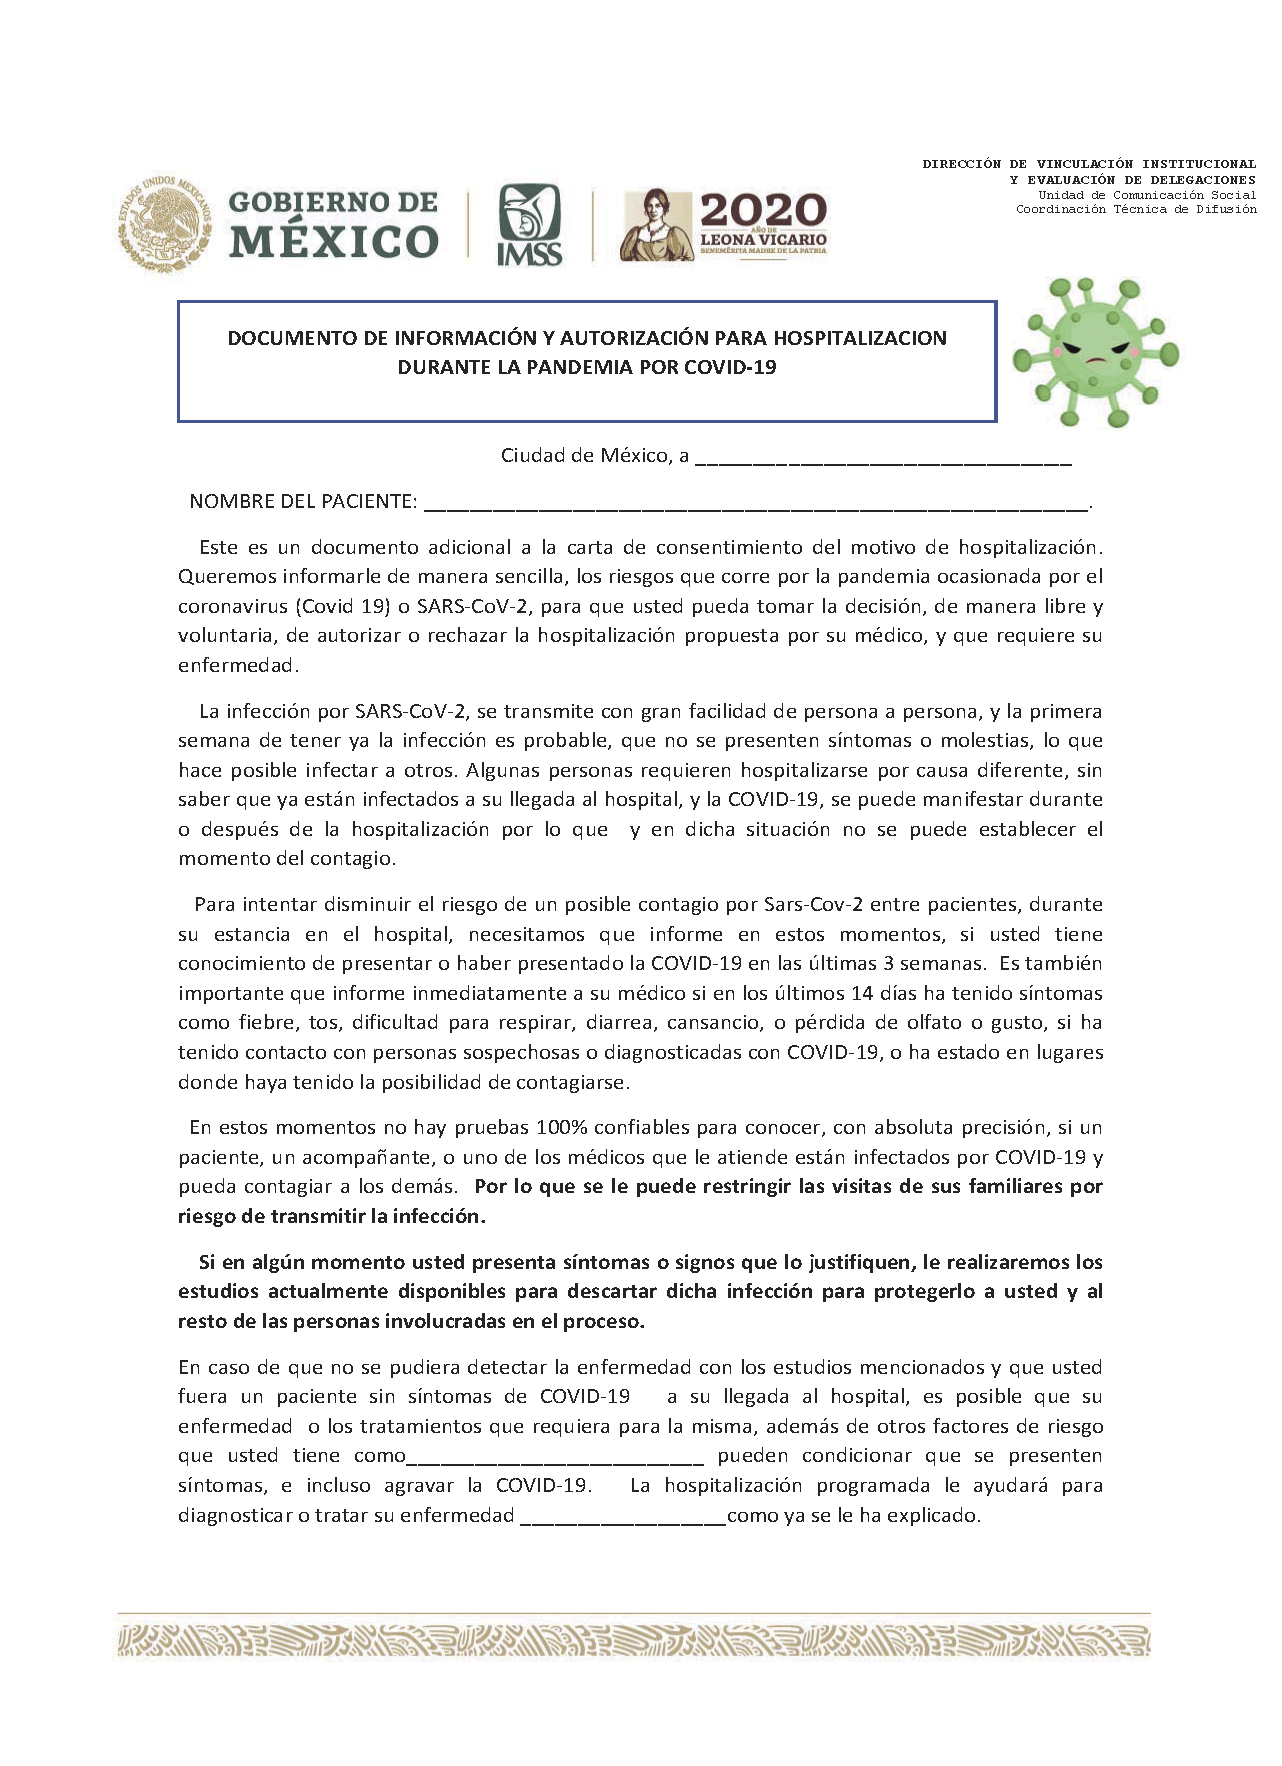 DIRECCIÓN DE VINCULACIÓN INSTITUCIONAL
Y EVALUACIÓN DE DELEGACIONES
Unidad de Comunicación Social
Coordinación Técnica de Difusión
ESTADOS UNIDOS MEXICANOS
GOBIERNO DE
MÉXICO
IMSS
2020
AÑO DE
LEONA VICARIO
BENEMÉRITA MADRE DE LA PATRIA
DOCUMENTO DE INFORMACIÓN Y AUTORIZACIÓN PARA HOSPITALIZACION
DURANTE LA PANDEMIA POR COVID-19
Ciudad de México, a _________________________________
NOMBRE DEL PACIENTE: __________________________________________________________.
Este es un documento adicional a la carta de consentimiento del motivo de hospitalización.
Queremos informarle de manera sencilla, los riesgos que corre por la pandemia ocasionada por el
coronavirus (Covid 19) o SARS-CoV-2, para que usted pueda tomar la decisión, de manera libre y
voluntaria, de autorizar o rechazar la hospitalización propuesta por su médico, y que requiere su
enfermedad.
La infección por SARS-CoV-2, se transmite con gran facilidad de persona a persona, y la primera
semana de tener ya la infección es probable, que no se presenten síntomas o molestias, lo que
hace posible infectar a otros. Algunas personas requieren hospitalizarse por causa diferente, sin
saber que ya están infectados a su llegada al hospital, y la COVID-19, se puede manifestar durante
o después de la hospitalización por lo que y en dicha situación no se puede establecer el
momento del contagio.
Para intentar disminuir el riesgo de un posible contagio por Sars-Cov-2 entre pacientes, durante
su estancia en el hospital, necesitamos que informe en estos momentos, si usted tiene
conocimiento de presentar o haber presentado la COVID-19 en las últimas 3 semanas. Es también
importante que informe inmediatamente a su médico si en los últimos 14 días ha tenido síntomas
como fiebre, tos, dificultad para respirar, diarrea, cansancio, o pérdida de olfato o gusto, si ha
tenido contacto con personas sospechosas o diagnosticadas con COVID-19, o ha estado en lugares
donde haya tenido la posibilidad de contagiarse.
En estos momentos no hay pruebas 100% confiables para conocer, con absoluta precisión, si un
paciente, un acompañante, o uno de los médicos que le atiende están infectados por COVID-19 y
pueda contagiar a los demás. Por lo que se le puede restringir las visitas de sus familiares por
riesgo de transmitir la infección.
Si en algún momento usted presenta síntomas o signos que lo justifiquen, le realizaremos los
estudios actualmente disponibles para descartar dicha infección para protegerlo a usted y al
resto de las personas involucradas en el proceso.
En caso de que no se pudiera detectar la enfermedad con los estudios mencionados y que usted
fuera un paciente sin síntomas de COVID-19 a su llegada al hospital, es posible que su
enfermedad o los tratamientos que requiera para la misma, además de otros factores de riesgo
que usted tiene como__________________________ pueden condicionar que se presenten
síntomas, e incluso agravar la COVID-19. La hospitalización programada le ayudará para
diagnosticar o tratar su enfermedad __________________como ya se le ha explicado.